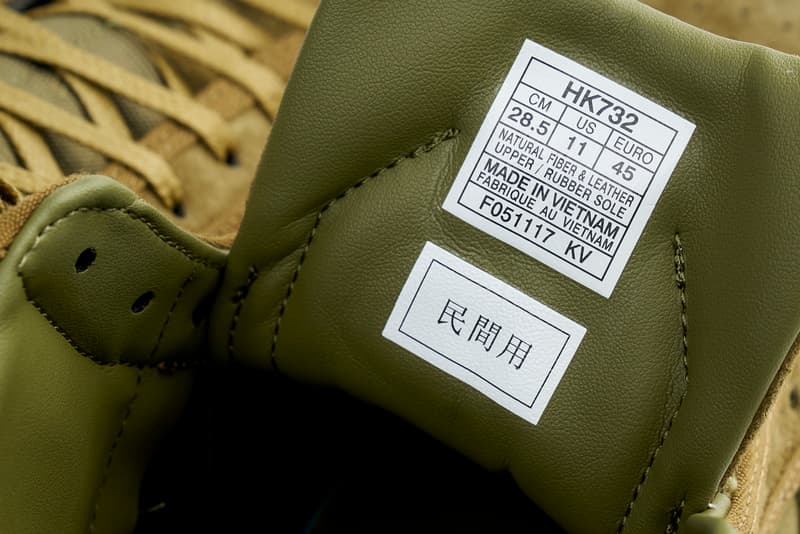 HK732
CM US EURO
28.5 11 45
NATURAL FIBER & LEATHER
UPPER / RUBBER SOLE
MADE IN VIETNAM
FABRIQUÉ AU VIETNAM
F051117 KV
民間用